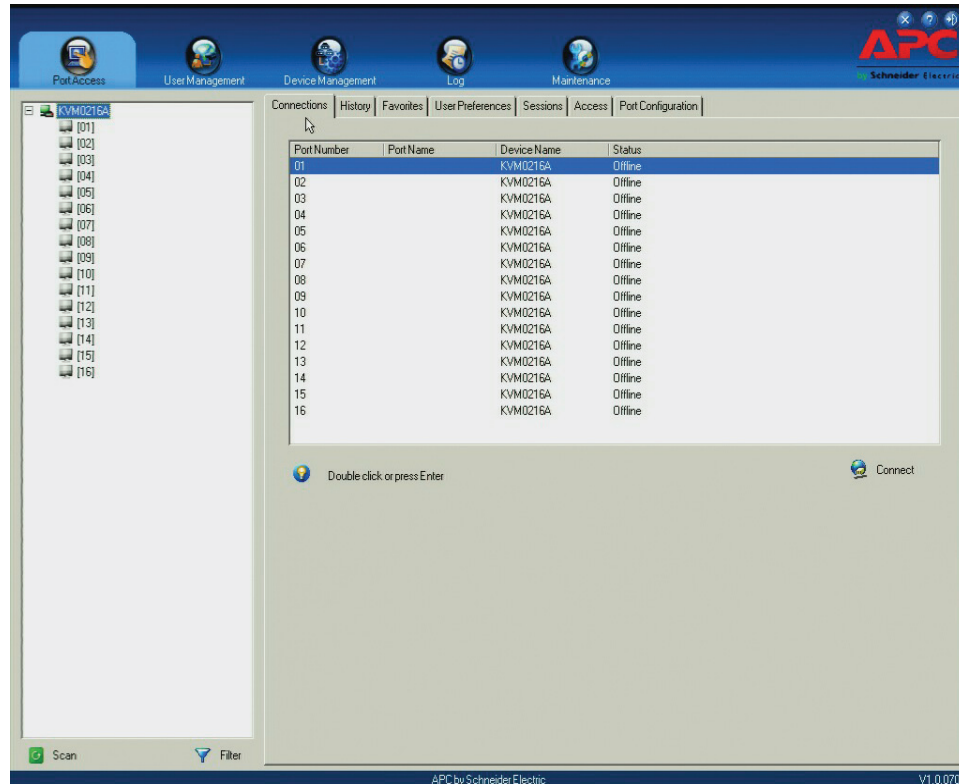 APC
by Schneider Electric
Port Access User Management Device Management Log Maintenance
KVM0216A
[01]
[02]
[03]
[04]
[05]
[06]
[07]
[08]
[09]
[10]
[11]
[12]
[13]
[14]
[15]
[16]
Scan Filter
Connections History Favorites User Preferences Sessions Access Port Configuration
Port Number Port Name Device Name Status
01 KVM0216A Offline
02 KVM0216A Offline
03 KVM0216A Offline
04 KVM0216A Offline
05 KVM0216A Offline
06 KVM0216A Offline
07 KVM0216A Offline
08 KVM0216A Offline
09 KVM0216A Offline
10 KVM0216A Offline
11 KVM0216A Offline
12 KVM0216A Offline
13 KVM0216A Offline
14 KVM0216A Offline
15 KVM0216A Offline
16 KVM0216A Offline
Double click or press Enter Connect
APC by Schneider Electric V1.0.070